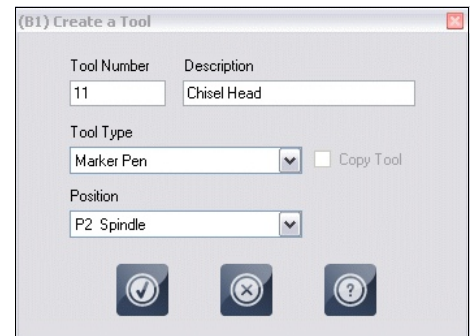 (B1) Create a Tool
Tool Number Description
11 Chisel Head
Tool Type
Marker Pen Copy Tool
Position
P2 Spindle
?